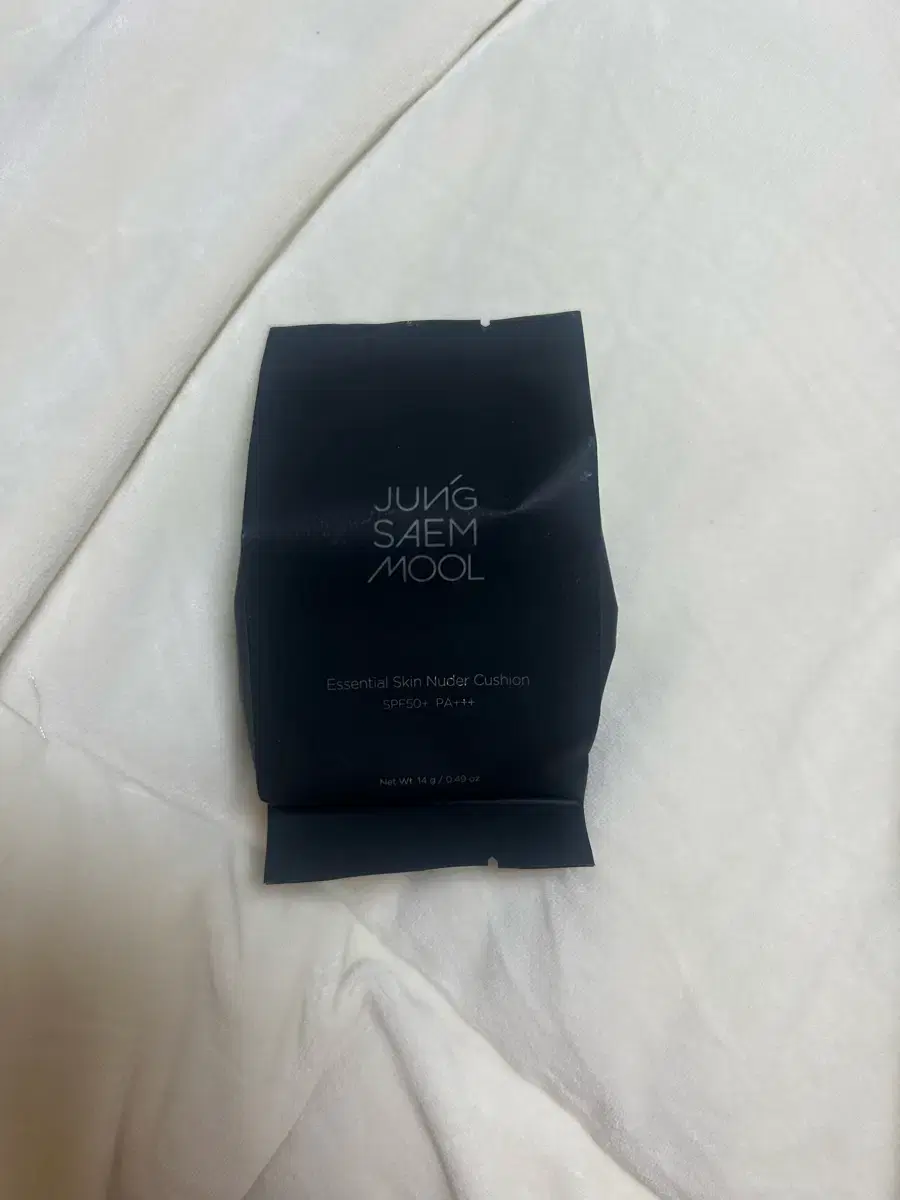 JUNG
SAEM
MOOL
Essential Skin Nuder Cushion
SPF50+ PA+++
Net Wt. 14 g / 0.49 oz